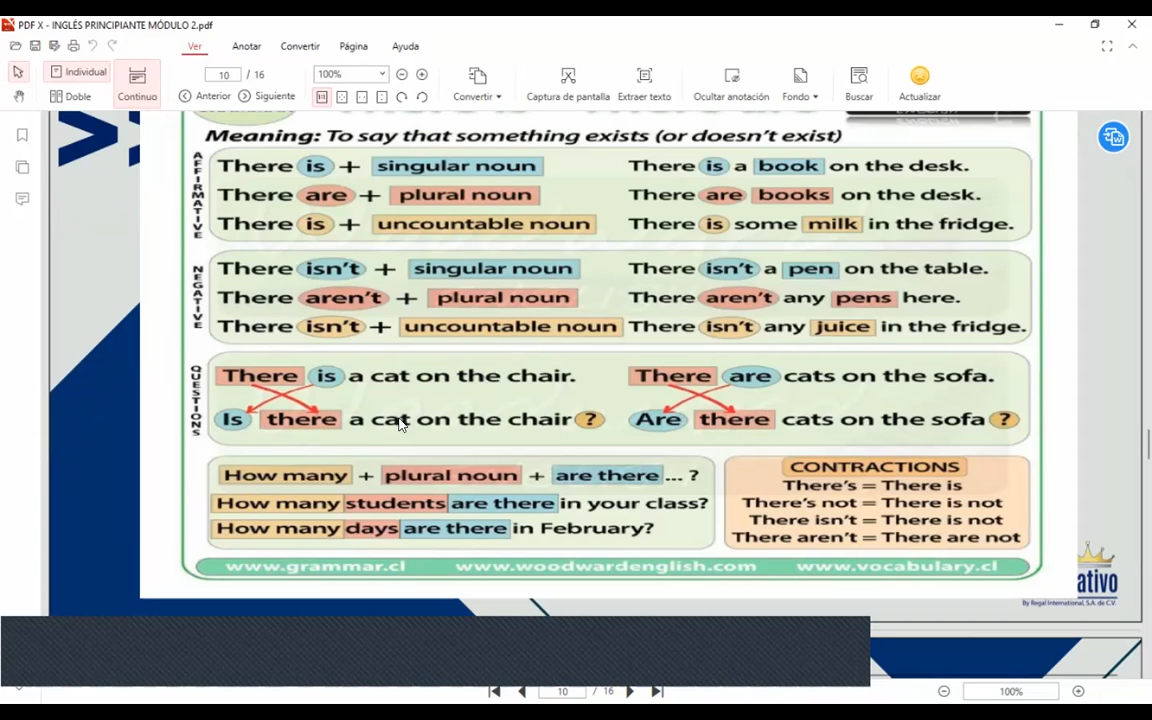 PDF X - INGLÉS PRINCIPIANTE MÓDULO 2.pdf
Ver Anotar Convertir Página Ayuda
Individual
Doble
Continuo
10 / 16
Anterior Siguiente
100%
Convertir
Captura de pantalla
Extraer texto
Ocultar anotación
Fondo
Buscar
Actualizar
Meaning: To say that something exists (or doesn't exist)
AFFIRMATIVE
There is + singular noun There is a book on the desk.
There are + plural noun There are books on the desk.
There is + uncountable noun There is some milk in the fridge.
NEGATIVE
There isn't + singular noun There isn't a pen on the table.
There aren't + plural noun There aren't any pens here.
There isn't + uncountable noun There isn't any juice in the fridge.
QUESTIONS
There is a cat on the chair. There are cats on the sofa.
Is there a cat on the chair ? Are there cats on the sofa ?
How many + plural noun + are there ... ?
How many students are there in your class?
How many days are there in February?
CONTRACTIONS
There's = There is
There's not = There is not
There isn't = There is not
There aren't = There are not
www.grammar.cl www.woodwardenglish.com www.vocabulary.cl
ativo
By Regal International, S.A. de C.V.
10 / 16
100%